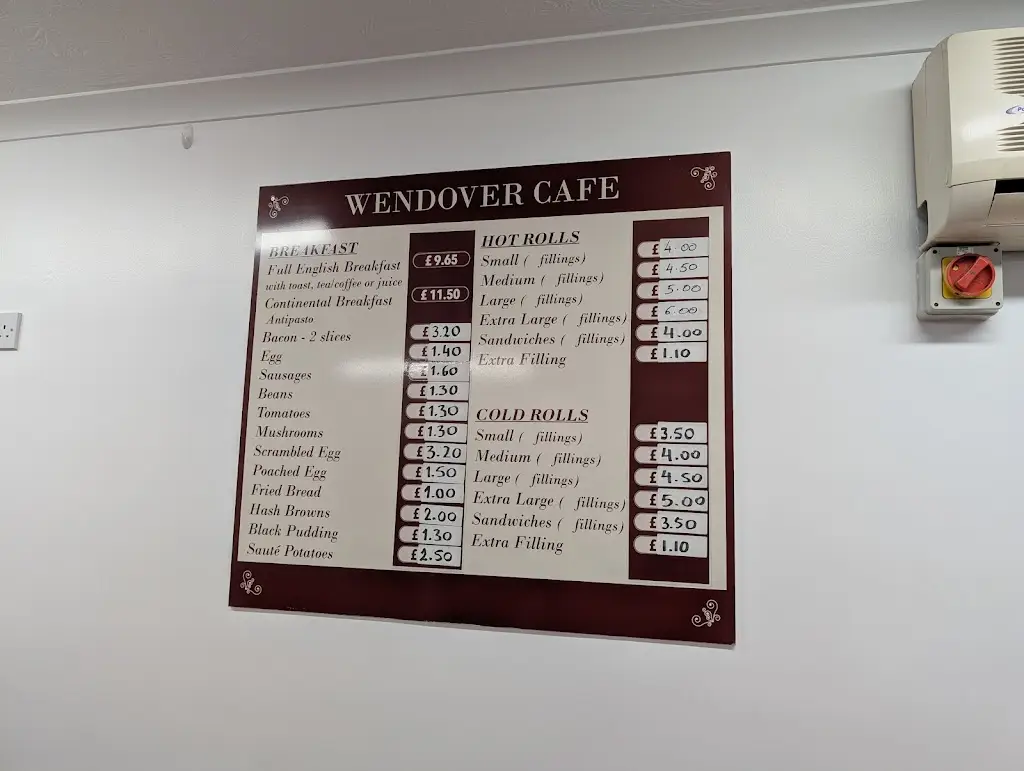 WENDOVER CAFE
BREAKFAST
Full English Breakfast £9.65
with toast, tea/coffee or juice
Continental Breakfast £11.50
Antipasto
Bacon - 2 slices £3.20
Egg £1.40
Sausages £1.60
Beans £1.30
Tomatoes £1.30
Mushrooms £1.30
Scrambled Egg £3.20
Poached Egg £1.50
Fried Bread £1.00
Hash Browns £2.00
Black Pudding £1.30
Sauté Potatoes £2.50
HOT ROLLS
Small ( fillings) £4.00
Medium ( fillings) £4.50
Large ( fillings) £5.00
Extra Large ( fillings) £6.00
Sandwiches ( fillings) £4.00
Extra Filling £1.10
COLD ROLLS
Small ( fillings) £3.50
Medium ( fillings) £4.00
Large ( fillings) £4.50
Extra Large ( fillings) £5.00
Sandwiches ( fillings) £3.50
Extra Filling £1.10